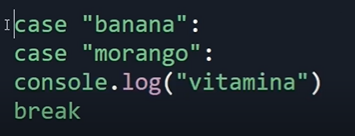 case "banana":
case "morango":
console.log("vitamina")
break